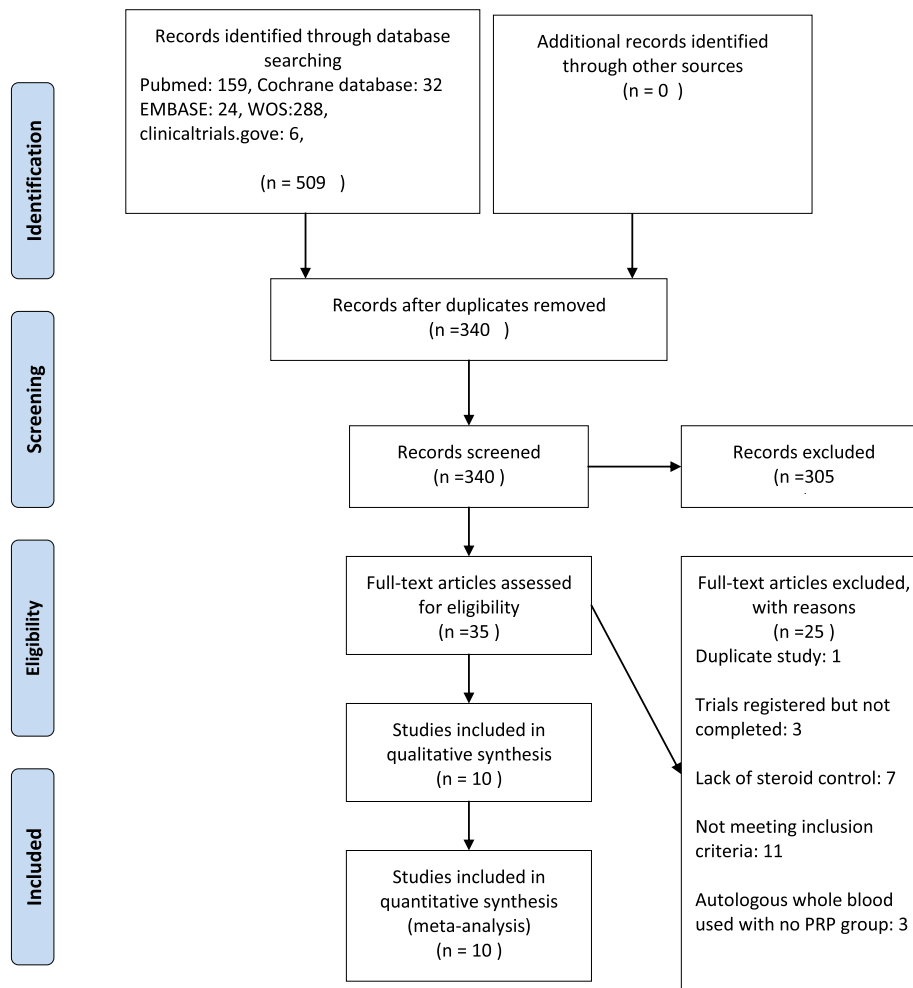 Records identified through database
searching
Pubmed: 159, Cochrane database: 32
EMBASE: 24, WOS:288,
clinicaltrials.gove: 6,
(n = 509 )
Additional records identified
through other sources
(n = 0 )
Identification
Records after duplicates removed
(n =340 )
Screening
Records screened
(n =340 )
Records excluded
(n =305
Eligibility
Full-text articles assessed
for eligibility
(n =35 )
Full-text articles excluded,
with reasons
(n =25 )
Duplicate study: 1
Trials registered but not
completed: 3
Lack of steroid control: 7
Not meeting inclusion
criteria: 11
Autologous whole blood
used with no PRP group: 3
Studies included in
qualitative synthesis
(n = 10 )
Included
Studies included in
quantitative synthesis
(meta-analysis)
(n = 10 )